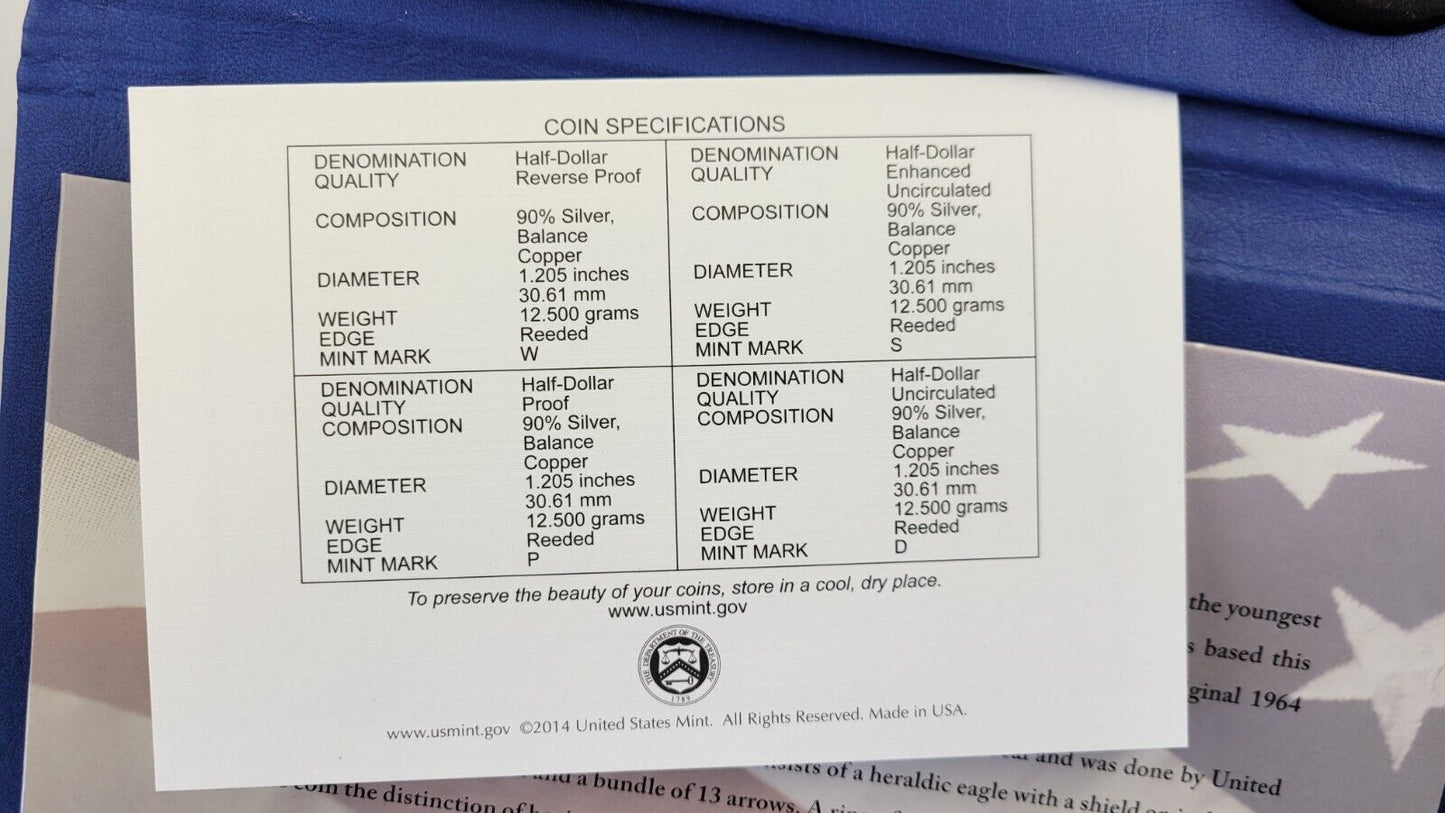 COIN SPECIFICATIONS
DENOMINATION Half-Dollar
QUALITY Reverse Proof
COMPOSITION 90% Silver,
Balance
Copper
DIAMETER 1.205 inches
30.61 mm
WEIGHT 12.500 grams
EDGE Reeded
MINT MARK W
DENOMINATION Half-Dollar
QUALITY Enhanced
Uncirculated
COMPOSITION 90% Silver,
Balance
Copper
DIAMETER 1.205 inches
30.61 mm
WEIGHT 12.500 grams
EDGE Reeded
MINT MARK S
DENOMINATION Half-Dollar
QUALITY Proof
COMPOSITION 90% Silver,
Balance
Copper
DIAMETER 1.205 inches
30.61 mm
WEIGHT 12.500 grams
EDGE Reeded
MINT MARK P
DENOMINATION Half-Dollar
QUALITY Uncirculated
COMPOSITION 90% Silver,
Balance
Copper
DIAMETER 1.205 inches
30.61 mm
WEIGHT 12.500 grams
EDGE Reeded
MINT MARK D
To preserve the beauty of your coins, store in a cool, dry place.
www.usmint.gov
THE DEPARTMENT OF THE TREASURY
1789
www.usmint.gov ©2014 United States Mint. All Rights Reserved. Made in USA.
the youngest
based this
1964
and was done by United
of a heraldic eagle with a shield
and a bundle of 13 arrows. A
the distinction of